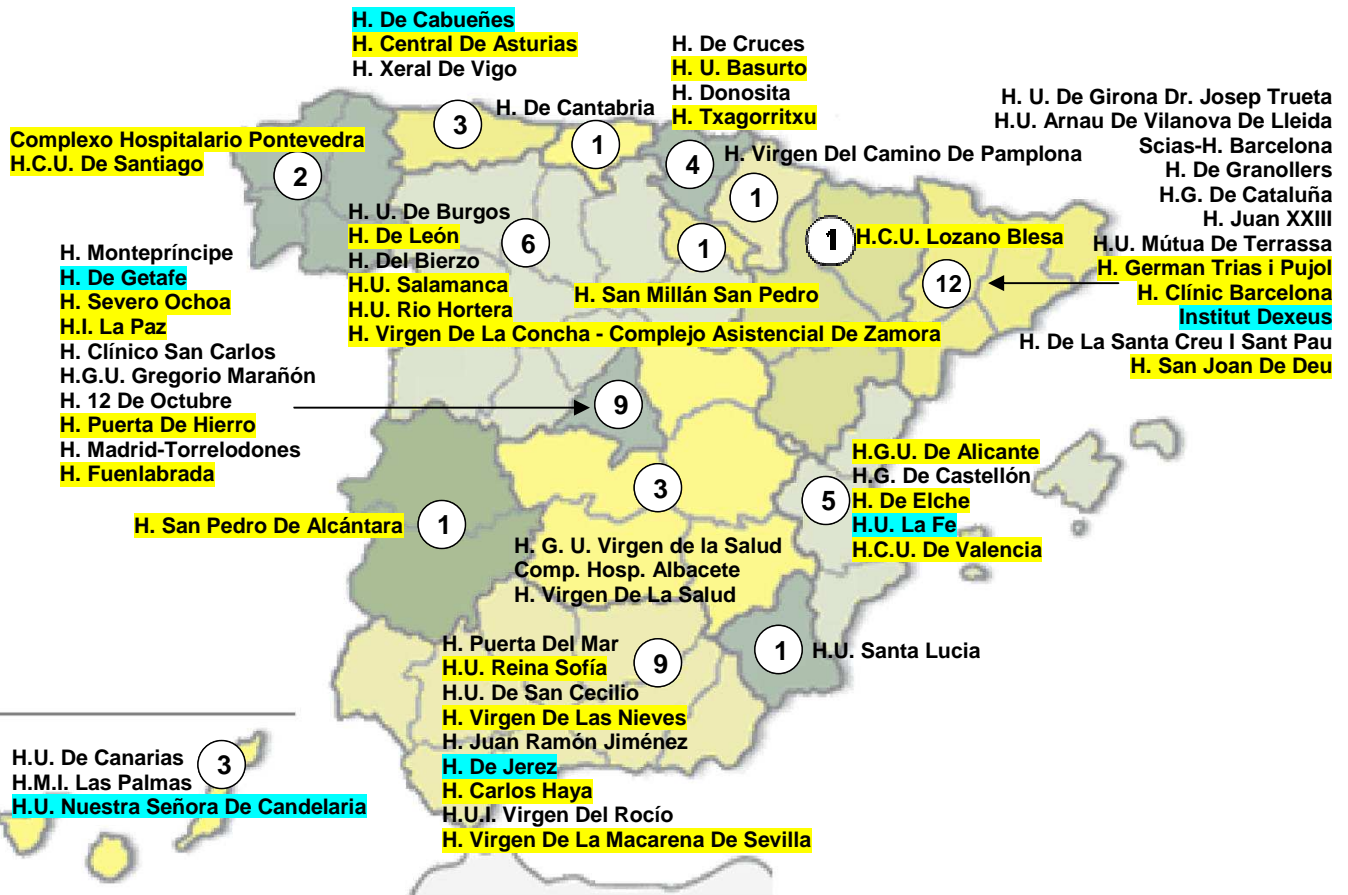 H. De Cabueñes
H. Central De Asturias
H. Xeral De Vigo
3
H. De Cantabria
1
H. De Cruces
H. U. Basurto
H. Donosita
H. Txagorritxu
4
H. Virgen Del Camino De Pamplona
1
Complexo Hospitalario Pontevedra
H.C.U. De Santiago
2
H. U. De Girona Dr. Josep Trueta
H.U. Arnau De Vilanova De Lleida
Scias-H. Barcelona
H. De Granollers
H.G. De Cataluña
H. Juan XXIII
H.U. Mútua De Terrassa
H. German Trias i Pujol
H. Clínic Barcelona
Institut Dexeus
H. De La Santa Creu I Sant Pau
H. San Joan De Deu
12
H. U. De Burgos
H. De León
H. Del Bierzo
H.U. Salamanca
H.U. Rio Hortera
H. Virgen De La Concha - Complejo Asistencial De Zamora
6
1
H. San Millán San Pedro
1
H.C.U. Lozano Blesa
H. Montepríncipe
H. De Getafe
H. Severo Ochoa
H.I. La Paz
H. Clínico San Carlos
H.G.U. Gregorio Marañón
H. 12 De Octubre
H. Puerta De Hierro
H. Madrid-Torrelodones
H. Fuenlabrada
9
H. San Pedro De Alcántara
1
3
H. G. U. Virgen de la Salud
Comp. Hosp. Albacete
H. Virgen De La Salud
5
H.G.U. De Alicante
H.G. De Castellón
H. De Elche
H.U. La Fe
H.C.U. De Valencia
1
H.U. Santa Lucia
H. Puerta Del Mar
H.U. Reina Sofía
H.U. De San Cecilio
H. Virgen De Las Nieves
H. Juan Ramón Jiménez
H. De Jerez
H. Carlos Haya
H.U.I. Virgen Del Rocío
H. Virgen De La Macarena De Sevilla
9
H.U. De Canarias
H.M.I. Las Palmas
H.U. Nuestra Señora De Candelaria
3